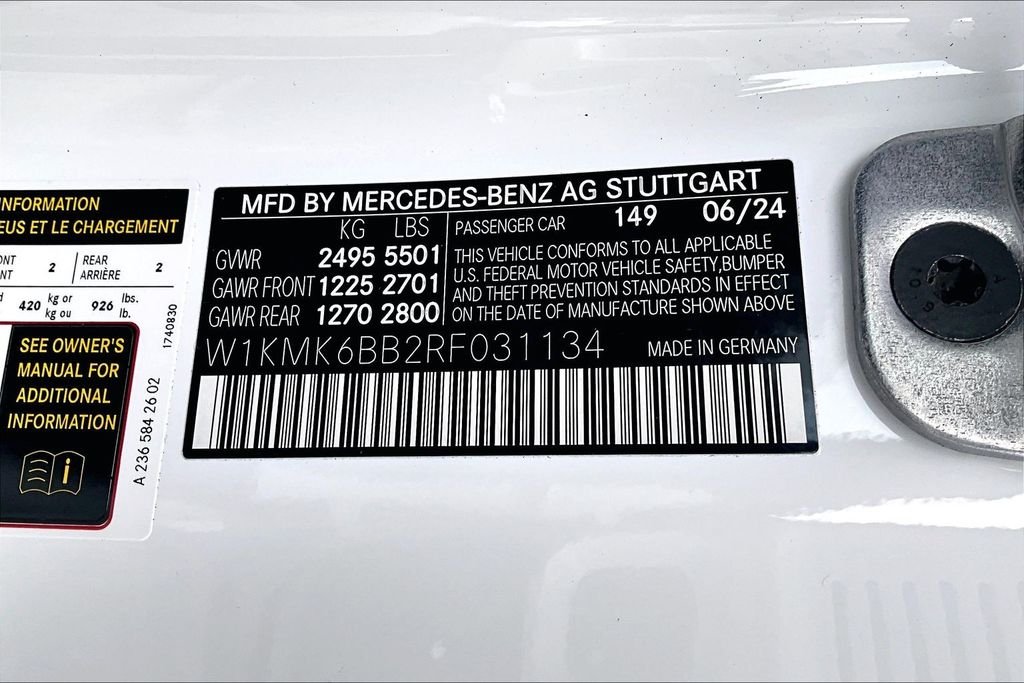 INFORMATION
EUS ET LE CHARGEMENT
ONT 2 REAR 2
NT ARRIÈRE
420 kg or 926 lbs.
kg ou lb.
SEE OWNER'S
MANUAL FOR
ADDITIONAL
INFORMATION
i
1740830
A 236 584 26 02
MFD BY MERCEDES-BENZ AG STUTTGART
KG LBS
GVWR 2495 5501
GAWR FRONT 1225 2701
GAWR REAR 1270 2800
PASSENGER CAR 149 06/24
THIS VEHICLE CONFORMS TO ALL APPLICABLE
U.S. FEDERAL MOTOR VEHICLE SAFETY,BUMPER
AND THEFT PREVENTION STANDARDS IN EFFECT
ON THE DATE OF MANUFACTURE SHOWN ABOVE
W1KMK6BB2RF031134 MADE IN GERMANY